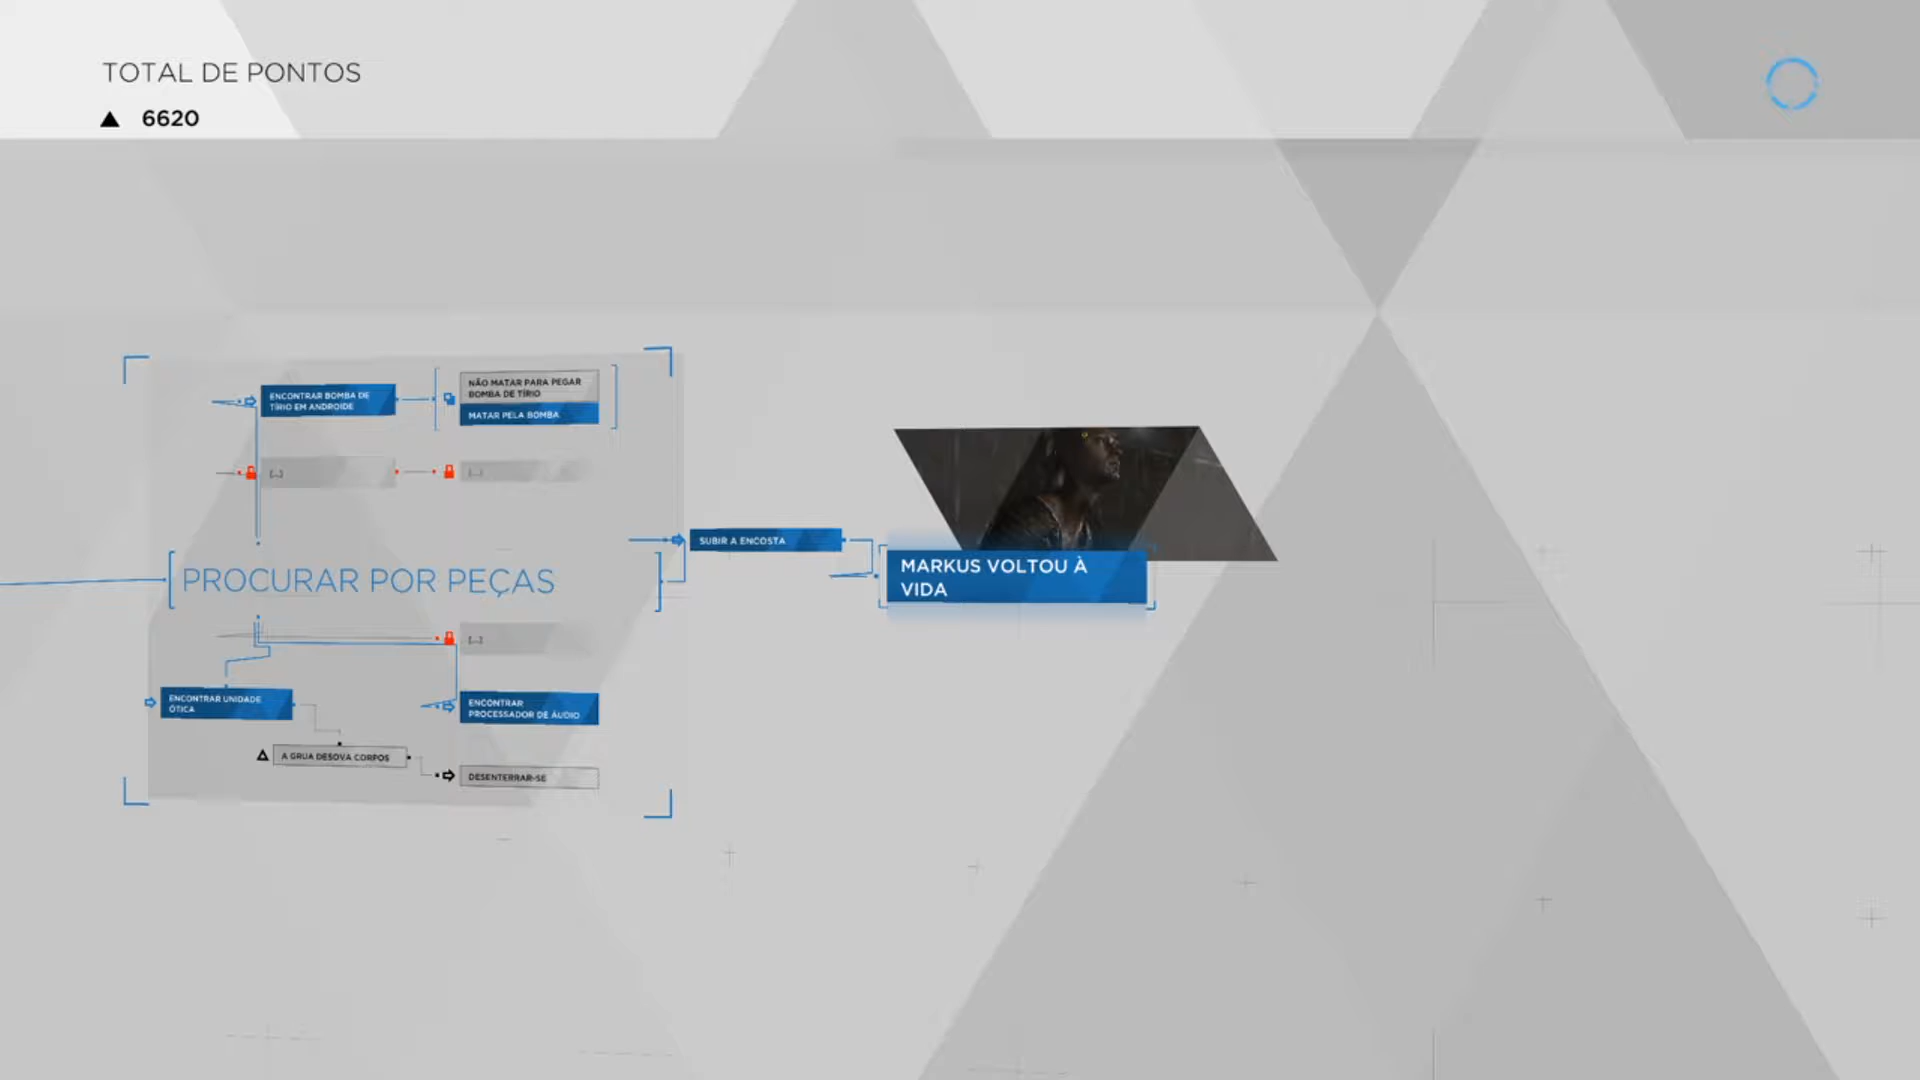 TOTAL DE PONTOS
6620
ENCONTRAR BOMBA DE
TÍRIO EM ANDROIDE
NÃO MATAR PARA PEGAR
BOMBA DE TÍRIO
MATAR PELA BOMBA
[...]
[...]
SUBIR A ENCOSTA
MARKUS VOLTOU À
VIDA
PROCURAR POR PEÇAS
[...]
ENCONTRAR UNIDADE
ÓTICA
ENCONTRAR
PROCESSADOR DE ÁUDIO
A GRUA DESOVA CORPOS
DESENTERRAR-SE